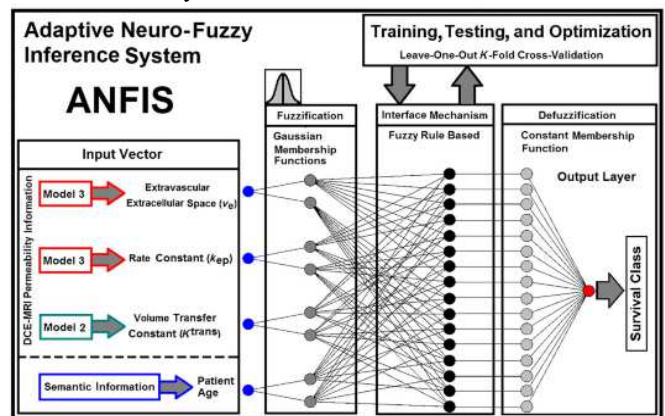 Adaptive Neuro-Fuzzy
Inference System
ANFIS
Training, Testing, and Optimization
Leave-One-Out K-Fold Cross-Validation
Input Vector
DCE-MRI Permeability Information
Model 3
Extravascular
Extracellular Space (ve)
Model 3
Rate Constant (kep)
Model 2
Volume Transfer
Constant (Ktrans)
Semantic Information
Patient
Age
Fuzzification
Gaussian
Membership
Functions
Interface Mechanism
Fuzzy Rule Based
Defuzzification
Constant Membership
Function
Output Layer
Survival Class